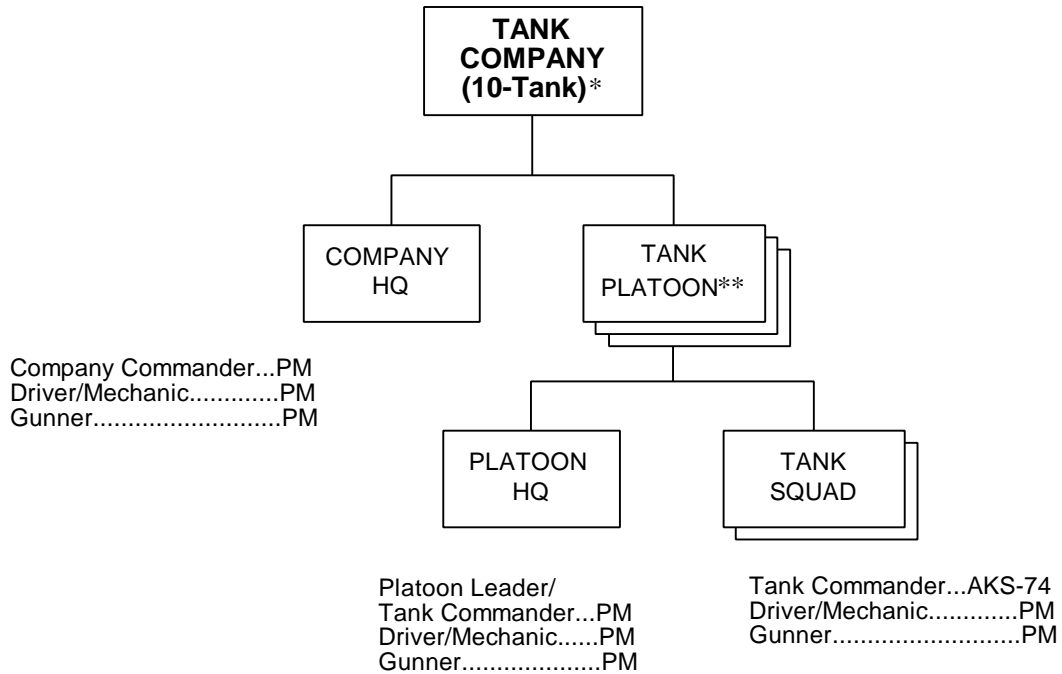 TANK
COMPANY
(10-Tank)*
COMPANY
HQ
TANK
PLATOON**
Company Commander...PM
Driver/Mechanic.............PM
Gunner...........................PM
PLATOON
HQ
TANK
SQUAD
Platoon Leader/
Tank Commander...PM
Driver/Mechanic......PM
Gunner....................PM
Tank Commander...AKS-74
Driver/Mechanic.............PM
Gunner...........................PM